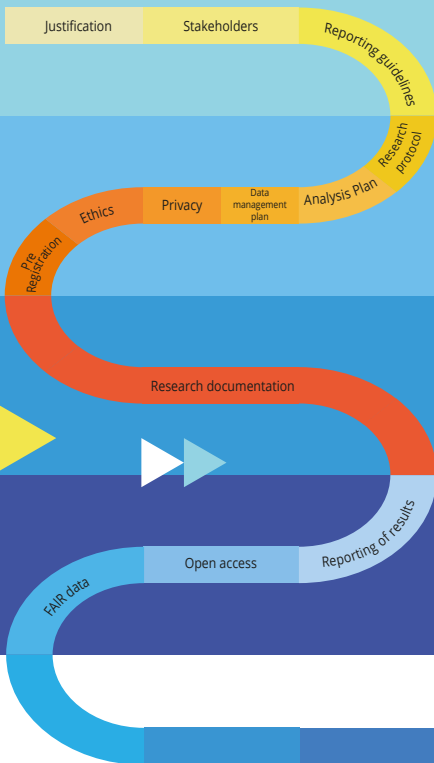 Justification
Stakeholders
Reporting guidelines
Research
protocol
Analysis Plan
Data
management
plan
Privacy
Ethics
Pre
Registration
Research documentation
Reporting of results
Open access
FAIR data